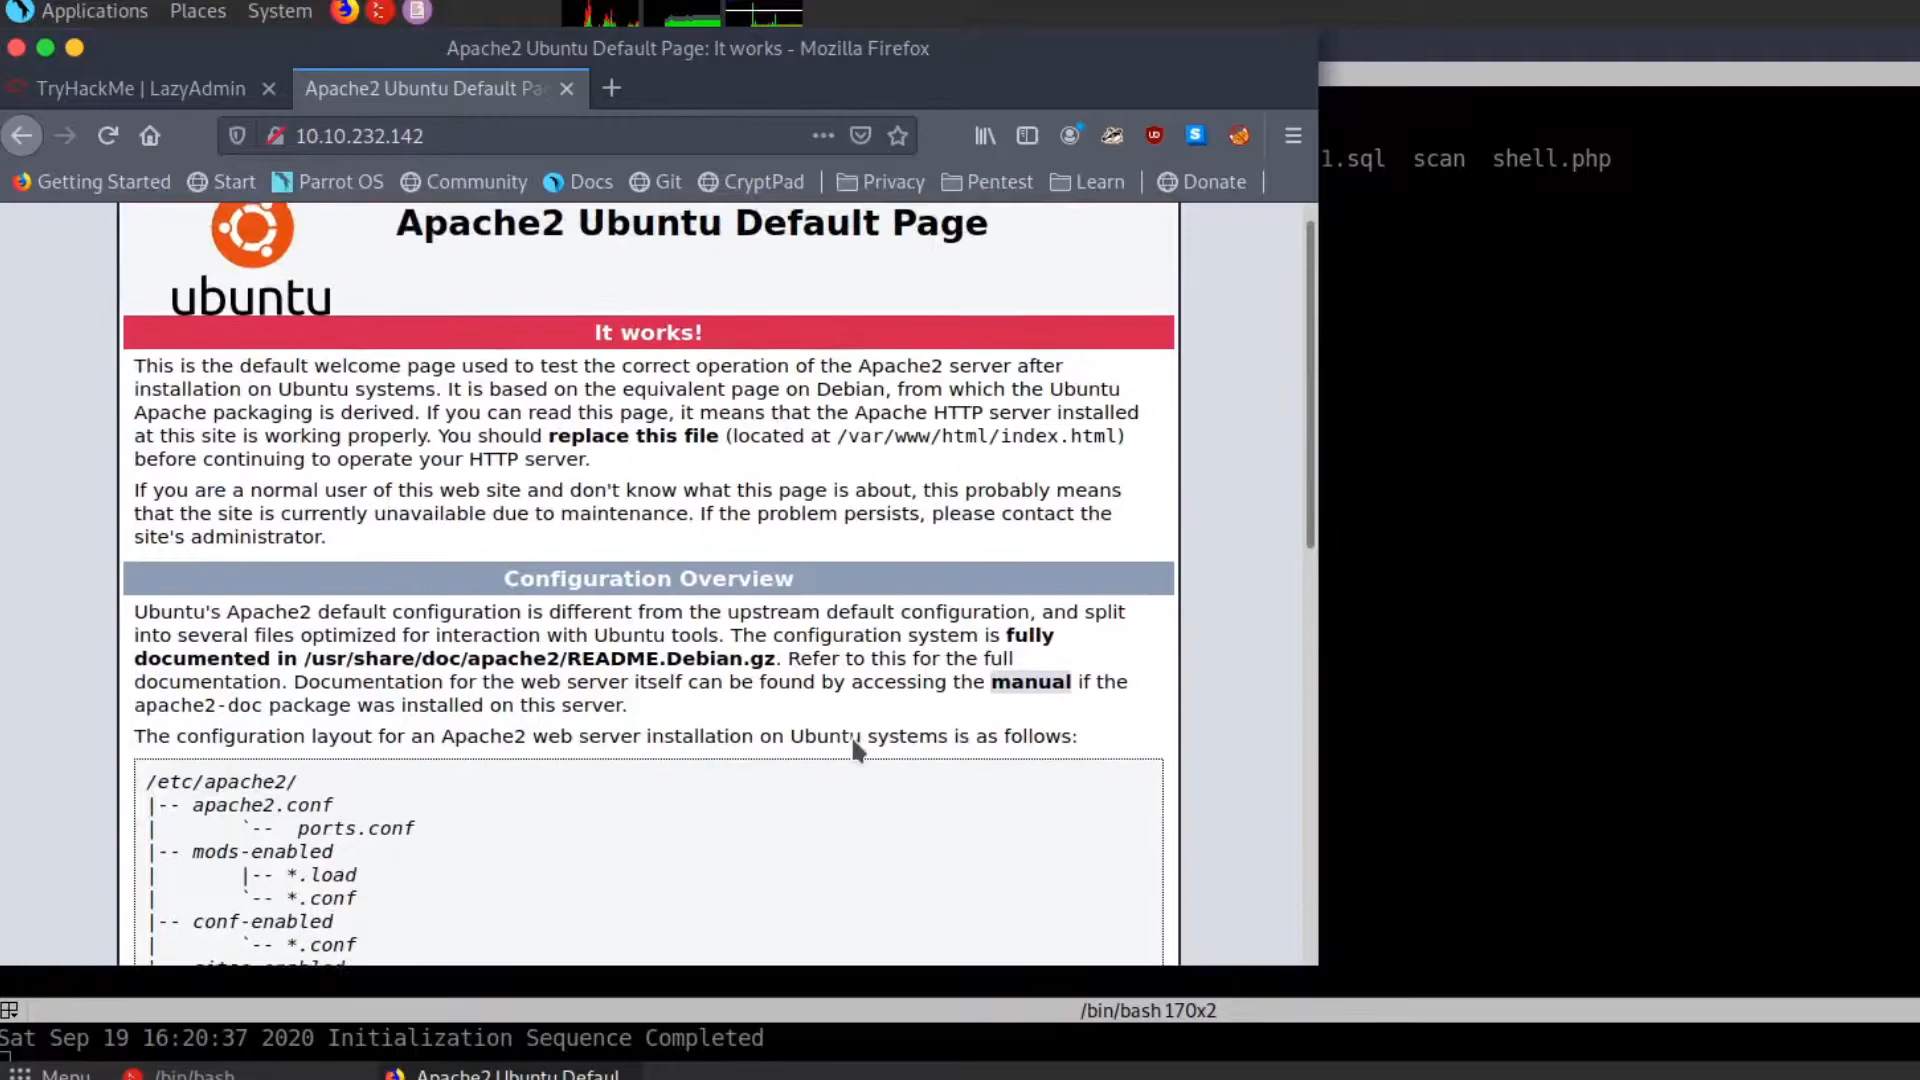 Applications Places System
Apache2 Ubuntu Default Page: It works - Mozilla Firefox
TryHackMe | LazyAdmin
Apache2 Ubuntu Default Pa
10.10.232.142
Getting Started Start Parrot OS Community Docs Git CryptPad Privacy Pentest Learn Donate
1.sql scan shell.php
Apache2 Ubuntu Default Page
ubuntu
It works!
This is the default welcome page used to test the correct operation of the Apache2 server after
installation on Ubuntu systems. It is based on the equivalent page on Debian, from which the Ubuntu
Apache packaging is derived. If you can read this page, it means that the Apache HTTP server installed
at this site is working properly. You should replace this file (located at /var/www/html/index.html)
before continuing to operate your HTTP server.
If you are a normal user of this web site and don't know what this page is about, this probably means
that the site is currently unavailable due to maintenance. If the problem persists, please contact the
site's administrator.
Configuration Overview
Ubuntu's Apache2 default configuration is different from the upstream default configuration, and split
into several files optimized for interaction with Ubuntu tools. The configuration system is fully
documented in /usr/share/doc/apache2/README.Debian.gz. Refer to this for the full
documentation. Documentation for the web server itself can be found by accessing the manual if the
apache2-doc package was installed on this server.
The configuration layout for an Apache2 web server installation on Ubuntu systems is as follows:
/etc/apache2/
|-- apache2.conf
|       `--  ports.conf
|-- mods-enabled
|       |-- *.load
|       `-- *.conf
|-- conf-enabled
|       `-- *.conf
/bin/bash 170x2
Sat Sep 19 16:20:37 2020 Initialization Sequence Completed
Menu /bin/bash Apache2 Ubuntu Defaul